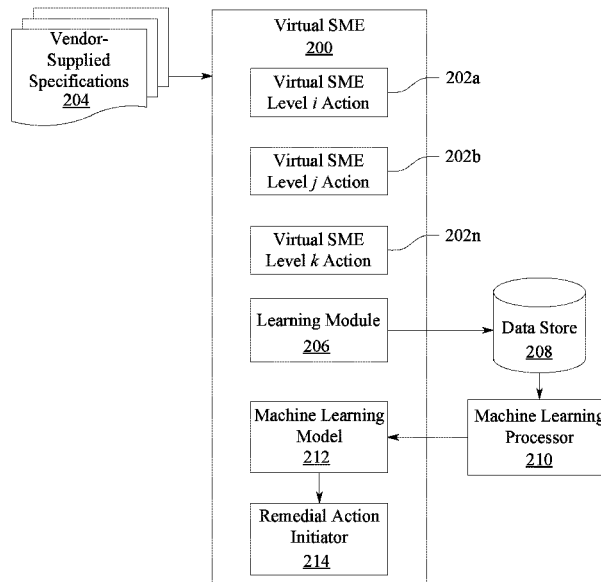 Vendor-
Supplied
Specifications
204
Virtual SME
200
Virtual SME
Level i Action
202a
Virtual SME
Level j Action
202b
Virtual SME
Level k Action
202n
Learning Module
206
Data Store
208
Machine Learning
Model
212
Machine Learning
Processor
210
Remedial Action
Initiator
214